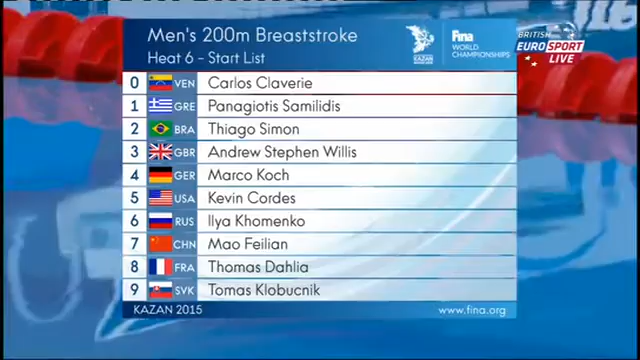 Men's 200m Breaststroke
Heat 6 – Start List
KAZAN 2015
fina
WORLD
CHAMPIONSHIPS
BRITISH
EUROSPORT
LIVE
0 VEN Carlos Claverie
1 GRE Panagiotis Samilidis
2 BRA Thiago Simon
3 GBR Andrew Stephen Willis
4 GER Marco Koch
5 USA Kevin Cordes
6 RUS Ilya Khomenko
7 CHN Mao Feilian
8 FRA Thomas Dahlia
9 SVK Tomas Klobucnik
KAZAN 2015
www.fina.org